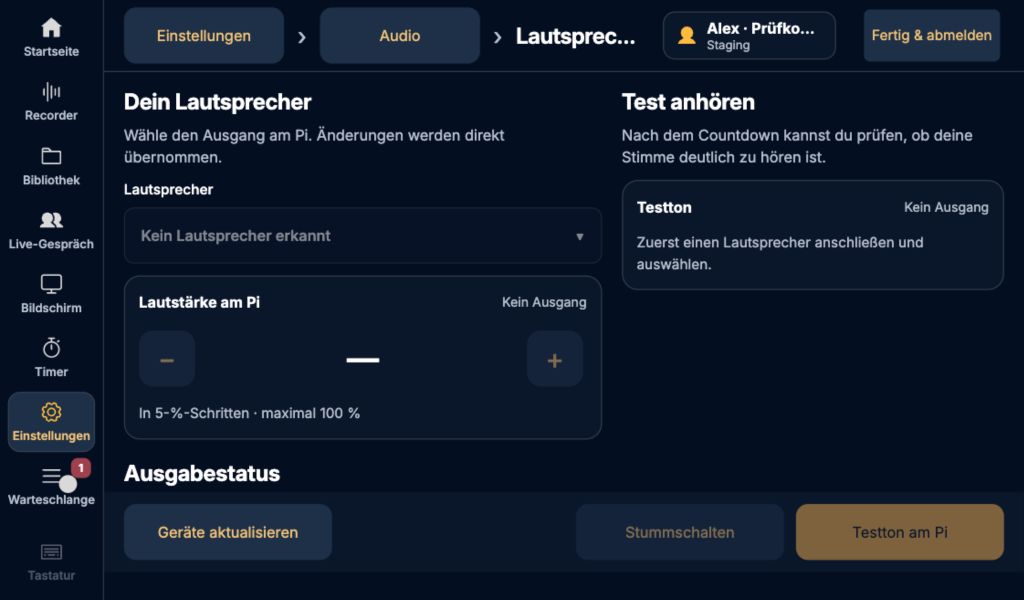 Startseite
Recorder
Bibliothek
Live-Gespräch
Bildschirm
Timer
Einstellungen
1
Warteschlange
Tastatur
Einstellungen › Audio › Lautsprec...
Alex · Prüfko...
Staging
Fertig & abmelden
Dein Lautsprecher
Wähle den Ausgang am Pi. Änderungen werden direkt
übernommen.
Lautsprecher
Kein Lautsprecher erkannt ▾
Lautstärke am Pi Kein Ausgang
− — +
In 5-%-Schritten · maximal 100 %
Ausgabestatus
Test anhören
Nach dem Countdown kannst du prüfen, ob deine
Stimme deutlich zu hören ist.
Testton Kein Ausgang
Zuerst einen Lautsprecher anschließen und
auswählen.
Geräte aktualisieren
Stummschalten
Testton am Pi